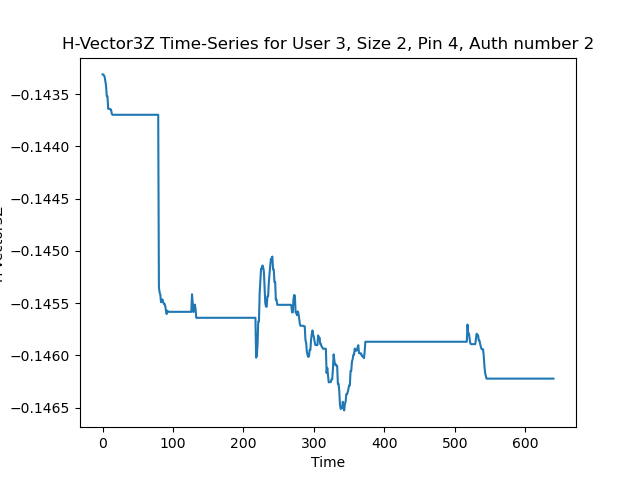 H-Vector3Z Time-Series for User 3, Size 2, Pin 4, Auth number 2
−0.1435
−0.1440
−0.1445
−0.1450
−0.1455
−0.1460
−0.1465
0 100 200 300 400 500 600
Time